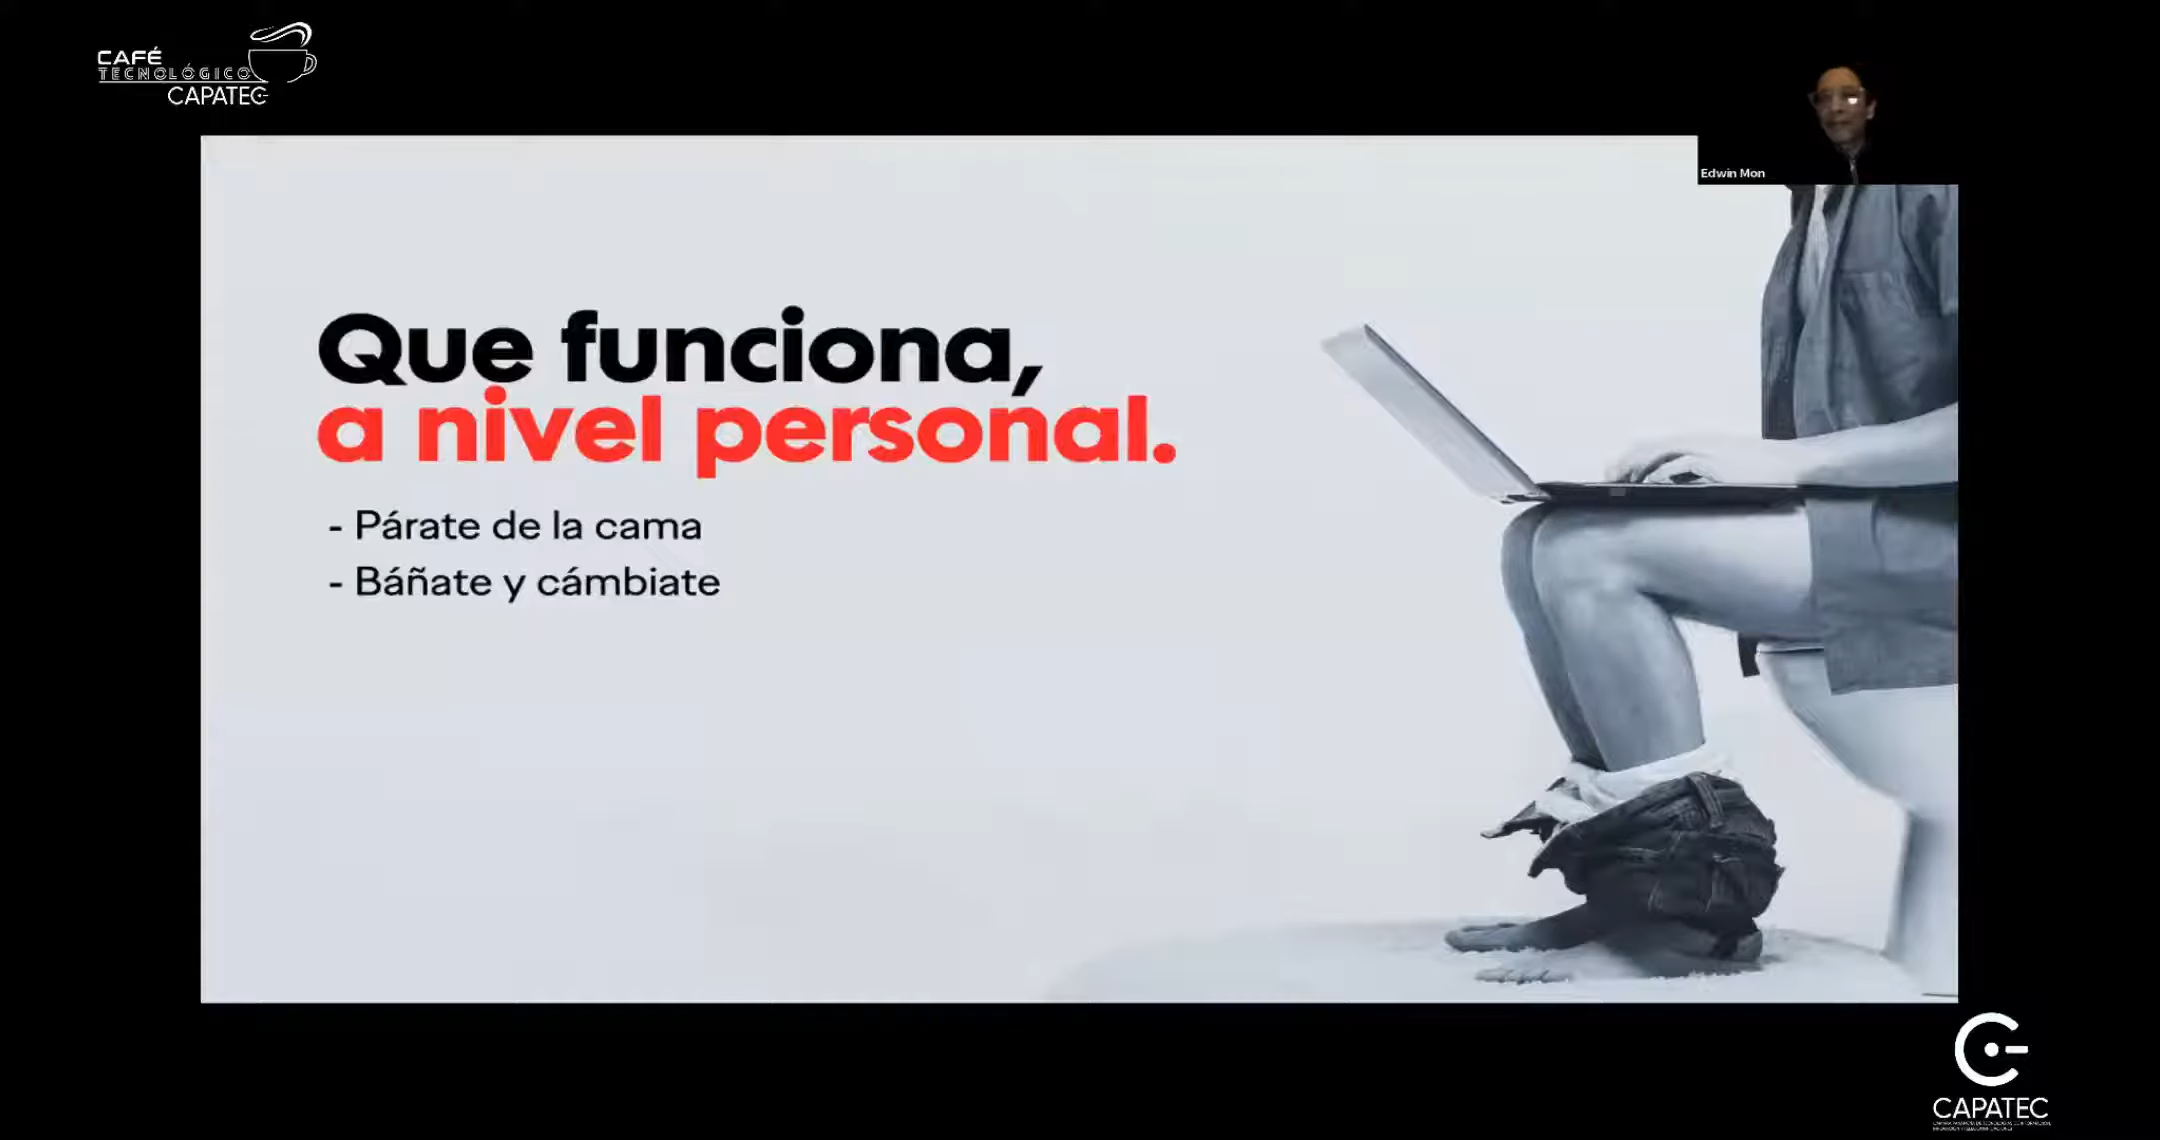 CAFÉ
TECNOLÓGICO
CAPATEC
Edwin Mon
Que funciona,
a nivel personal.
- Párate de la cama
- Báñate y cámbiate
CAPATEC